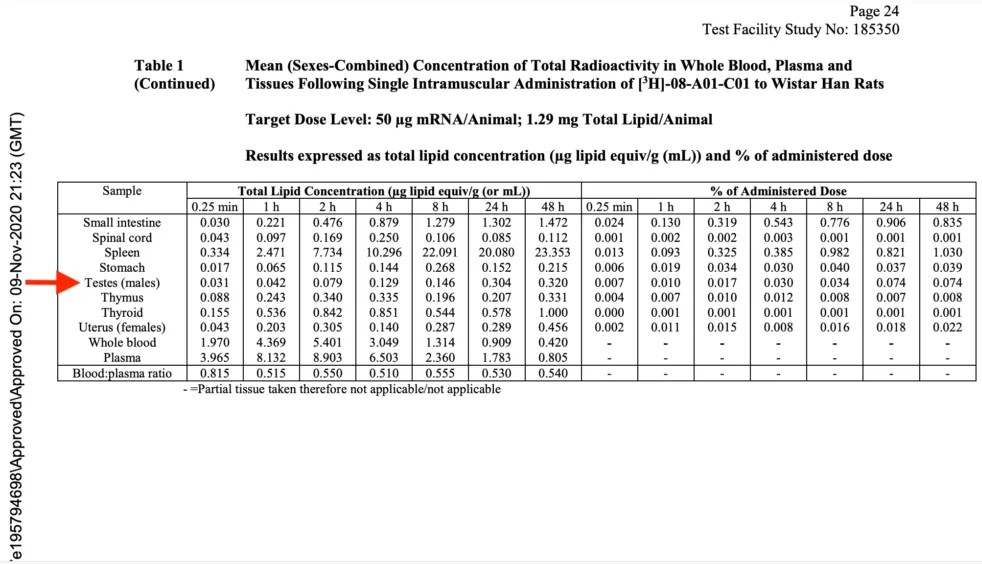 Page 24
Test Facility Study No: 185350
Table 1 Mean (Sexes-Combined) Concentration of Total Radioactivity in Whole Blood, Plasma and
(Continued) Tissues Following Single Intramuscular Administration of [³H]-08-A01-C01 to Wistar Han Rats
Target Dose Level: 50 µg mRNA/Animal; 1.29 mg Total Lipid/Animal
Results expressed as total lipid concentration (µg lipid equiv/g (mL)) and % of administered dose
Sample Total Lipid Concentration (µg lipid equiv/g (or mL)) % of Administered Dose
0.25 min 1 h 2 h 4 h 8 h 24 h 48 h 0.25 min 1 h 2 h 4 h 8 h 24 h 48 h
Small intestine 0.030 0.221 0.476 0.879 1.279 1.302 1.472 0.024 0.130 0.319 0.543 0.776 0.906 0.835
Spinal cord 0.043 0.097 0.169 0.250 0.106 0.085 0.112 0.001 0.002 0.002 0.003 0.001 0.001 0.001
Spleen 0.334 2.471 7.734 10.296 22.091 20.080 23.353 0.013 0.093 0.325 0.385 0.982 0.821 1.030
Stomach 0.017 0.065 0.115 0.144 0.268 0.152 0.215 0.006 0.019 0.034 0.030 0.040 0.037 0.039
Testes (males) 0.031 0.042 0.079 0.129 0.146 0.304 0.320 0.007 0.010 0.017 0.030 0.034 0.074 0.074
Thymus 0.088 0.243 0.340 0.335 0.196 0.207 0.331 0.004 0.007 0.010 0.012 0.008 0.007 0.008
Thyroid 0.155 0.536 0.842 0.851 0.544 0.578 1.000 0.000 0.001 0.001 0.001 0.001 0.001 0.001
Uterus (females) 0.043 0.203 0.305 0.140 0.287 0.289 0.456 0.002 0.011 0.015 0.008 0.016 0.018 0.022
Whole blood 1.970 4.369 5.401 3.049 1.314 0.909 0.420 - - - - - - -
Plasma 3.965 8.132 8.903 6.503 2.360 1.783 0.805 - - - - - - -
Blood:plasma ratio 0.815 0.515 0.550 0.510 0.555 0.530 0.540 - - - - - - -
- =Partial tissue taken therefore not applicable/not applicable
e195794698\Approved\Approved On: 09-Nov-2020 21:23 (GMT)